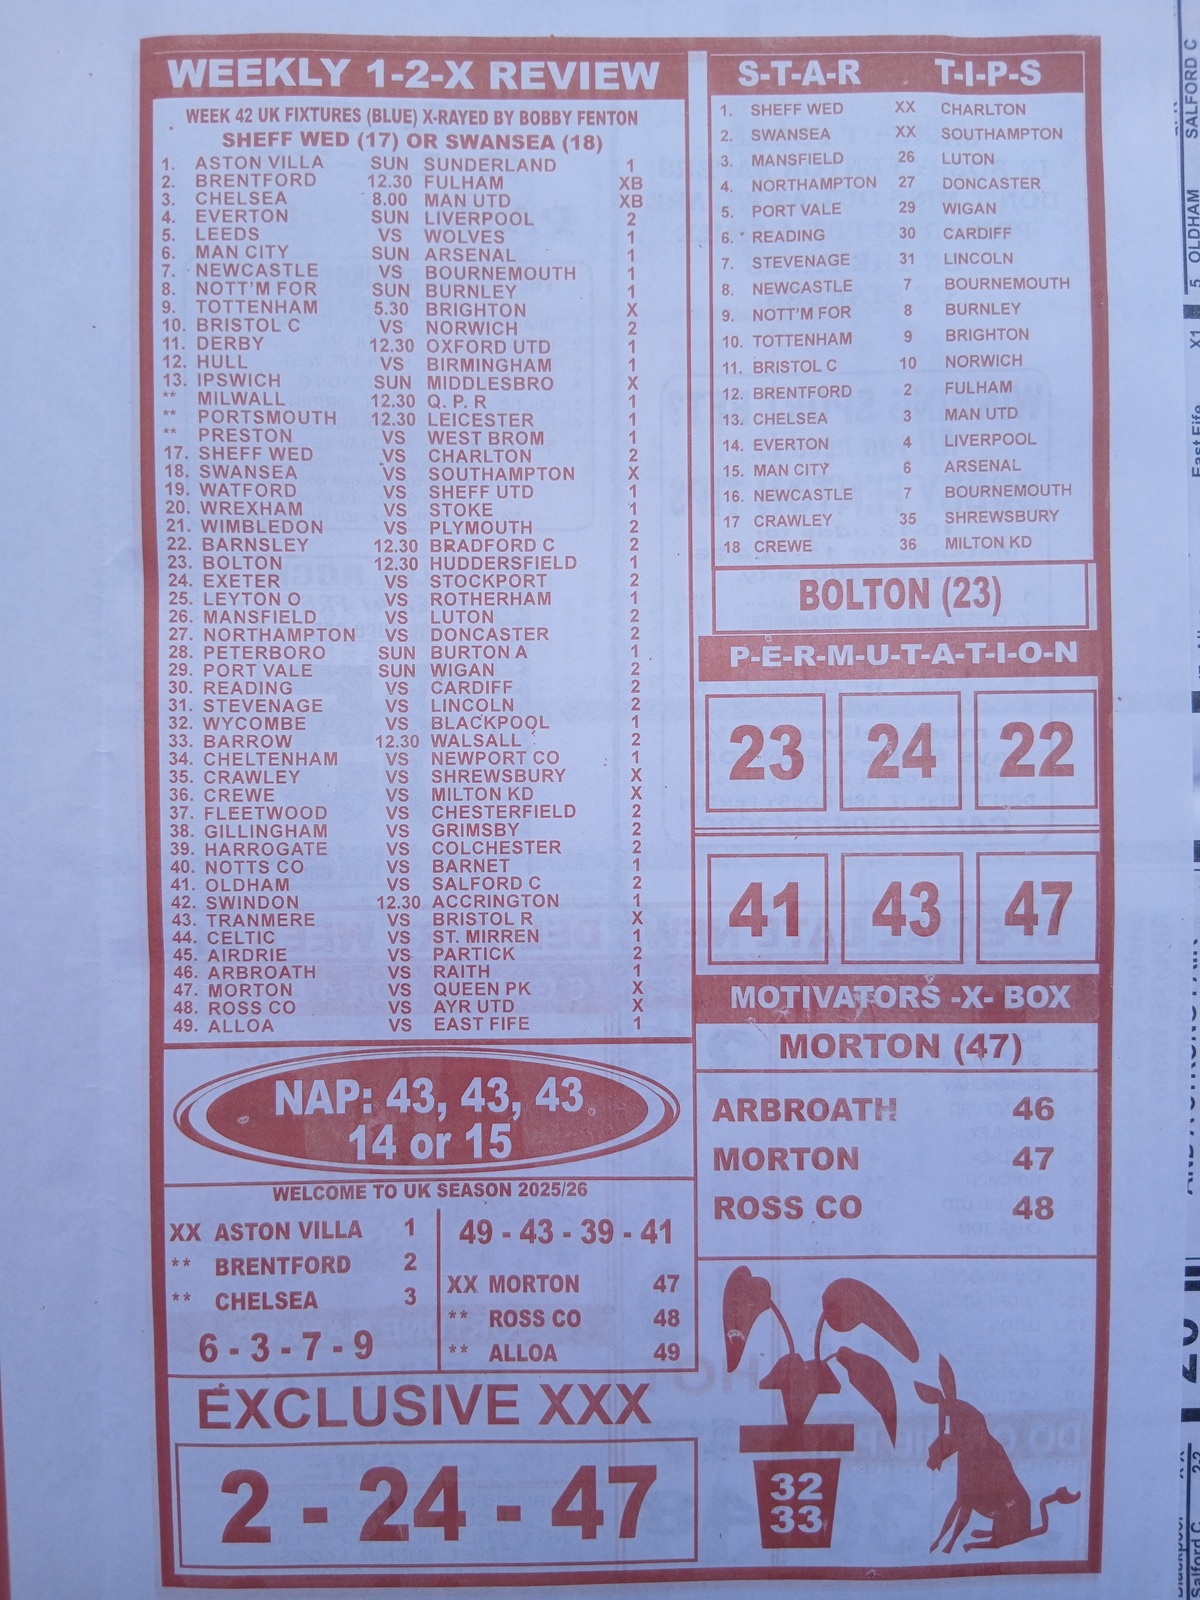 WEEKLY 1-2-X REVIEW
WEEK 42 UK FIXTURES (BLUE) X-RAYED BY BOBBY FENTON
SHEFF WED (17) OR SWANSEA (18)
1. ASTON VILLA SUN SUNDERLAND 1
2. BRENTFORD 12.30 FULHAM XB
3. CHELSEA 8.00 MAN UTD XB
4. EVERTON SUN LIVERPOOL 2
5. LEEDS VS WOLVES 1
6. MAN CITY SUN ARSENAL 1
7. NEWCASTLE VS BOURNEMOUTH 1
8. NOTT'M FOR SUN BURNLEY 1
9. TOTTENHAM 5.30 BRIGHTON X
10. BRISTOL C VS NORWICH 2
11. DERBY 12.30 OXFORD UTD 1
12. HULL VS BIRMINGHAM 1
13. IPSWICH SUN MIDDLESBRO X
** MILWALL 12.30 Q. P. R 1
** PORTSMOUTH 12.30 LEICESTER 1
** PRESTON VS WEST BROM 1
17. SHEFF WED VS CHARLTON 2
18. SWANSEA VS SOUTHAMPTON X
19. WATFORD VS SHEFF UTD 1
20. WREXHAM VS STOKE 1
21. WIMBLEDON VS PLYMOUTH 2
22. BARNSLEY 12.30 BRADFORD C 2
23. BOLTON 12.30 HUDDERSFIELD 1
24. EXETER VS STOCKPORT 2
25. LEYTON O VS ROTHERHAM 1
26. MANSFIELD VS LUTON 2
27. NORTHAMPTON VS DONCASTER 2
28. PETERBORO SUN BURTON A 1
29. PORT VALE SUN WIGAN 2
30. READING VS CARDIFF 2
31. STEVENAGE VS LINCOLN 2
32. WYCOMBE VS BLACKPOOL 1
33. BARROW 12.30 WALSALL 2
34. CHELTENHAM VS NEWPORT CO 1
35. CRAWLEY VS SHREWSBURY X
36. CREWE VS MILTON KD X
37. FLEETWOOD VS CHESTERFIELD 2
38. GILLINGHAM VS GRIMSBY 2
39. HARROGATE VS COLCHESTER 2
40. NOTTS CO VS BARNET 1
41. OLDHAM VS SALFORD C 2
42. SWINDON 12.30 ACCRINGTON 1
43. TRANMERE VS BRISTOL R X
44. CELTIC VS ST. MIRREN 1
45. AIRDRIE VS PARTICK 2
46. ARBROATH VS RAITH 1
47. MORTON VS QUEEN PK X
48. ROSS CO VS AYR UTD X
49. ALLOA VS EAST FIFE 1
NAP: 43, 43, 43
14 or 15
WELCOME TO UK SEASON 2025/26
XX ASTON VILLA 1
** BRENTFORD 2
** CHELSEA 3
6 - 3 - 7 - 9
49 - 43 - 39 - 41
XX MORTON 47
** ROSS CO 48
** ALLOA 49
EXCLUSIVE XXX
2 - 24 - 47
S-T-A-R T-I-P-S
1. SHEFF WED XX CHARLTON
2. SWANSEA XX SOUTHAMPTON
3. MANSFIELD 26 LUTON
4. NORTHAMPTON 27 DONCASTER
5. PORT VALE 29 WIGAN
6. READING 30 CARDIFF
7. STEVENAGE 31 LINCOLN
8. NEWCASTLE 7 BOURNEMOUTH
9. NOTT'M FOR 8 BURNLEY
10. TOTTENHAM 9 BRIGHTON
11. BRISTOL C 10 NORWICH
12. BRENTFORD 2 FULHAM
13. CHELSEA 3 MAN UTD
14. EVERTON 4 LIVERPOOL
15. MAN CITY 6 ARSENAL
16. NEWCASTLE 7 BOURNEMOUTH
17 CRAWLEY 35 SHREWSBURY
18 CREWE 36 MILTON KD
BOLTON (23)
P-E-R-M-U-T-A-T-I-O-N
23 24 22
41 43 47
MOTIVATORS -X- BOX
MORTON (47)
ARBROATH 46
MORTON 47
ROSS CO 48
32
33
5 OLDHAM SALFORD C
X1
East Fife
Salford C 2-2